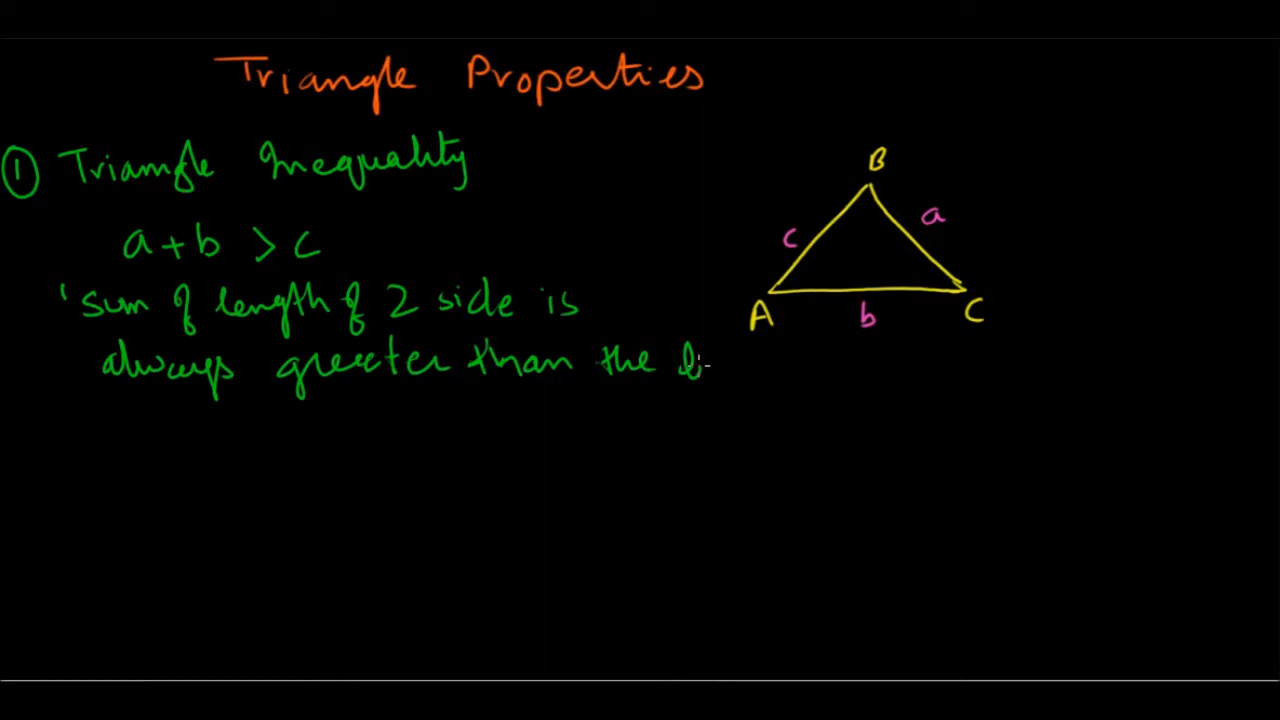 Triangle Properties
① Triangle Inequality
a + b > c
'sum of length of 2 side is
always greater than the l
B
c
a
A
b
C